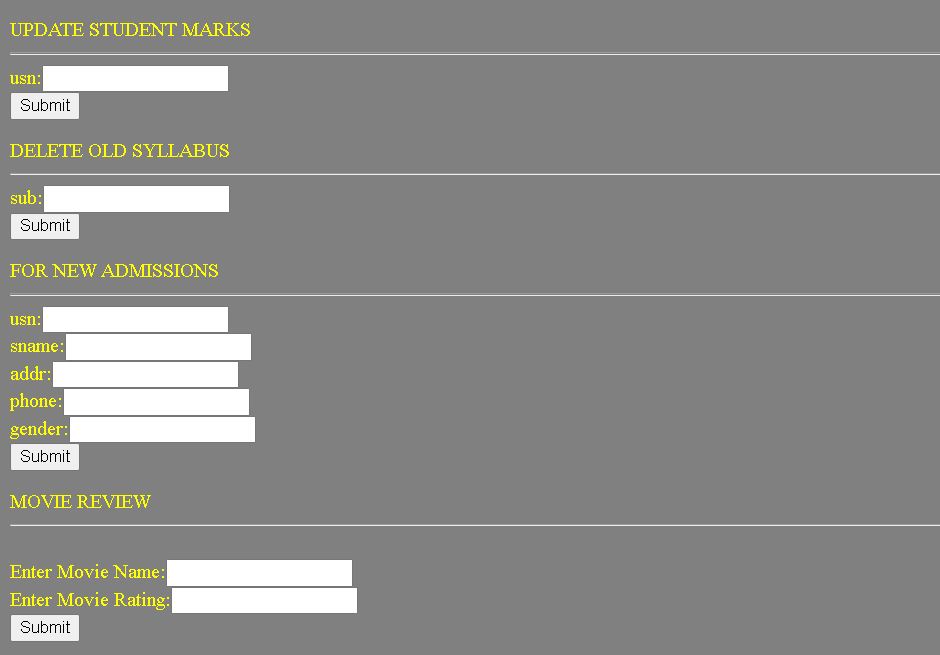 UPDATE STUDENT MARKS
usn:
Submit
DELETE OLD SYLLABUS
sub:
Submit
FOR NEW ADMISSIONS
usn:
sname:
addr:
phone:
gender:
Submit
MOVIE REVIEW
Enter Movie Name:
Enter Movie Rating:
Submit